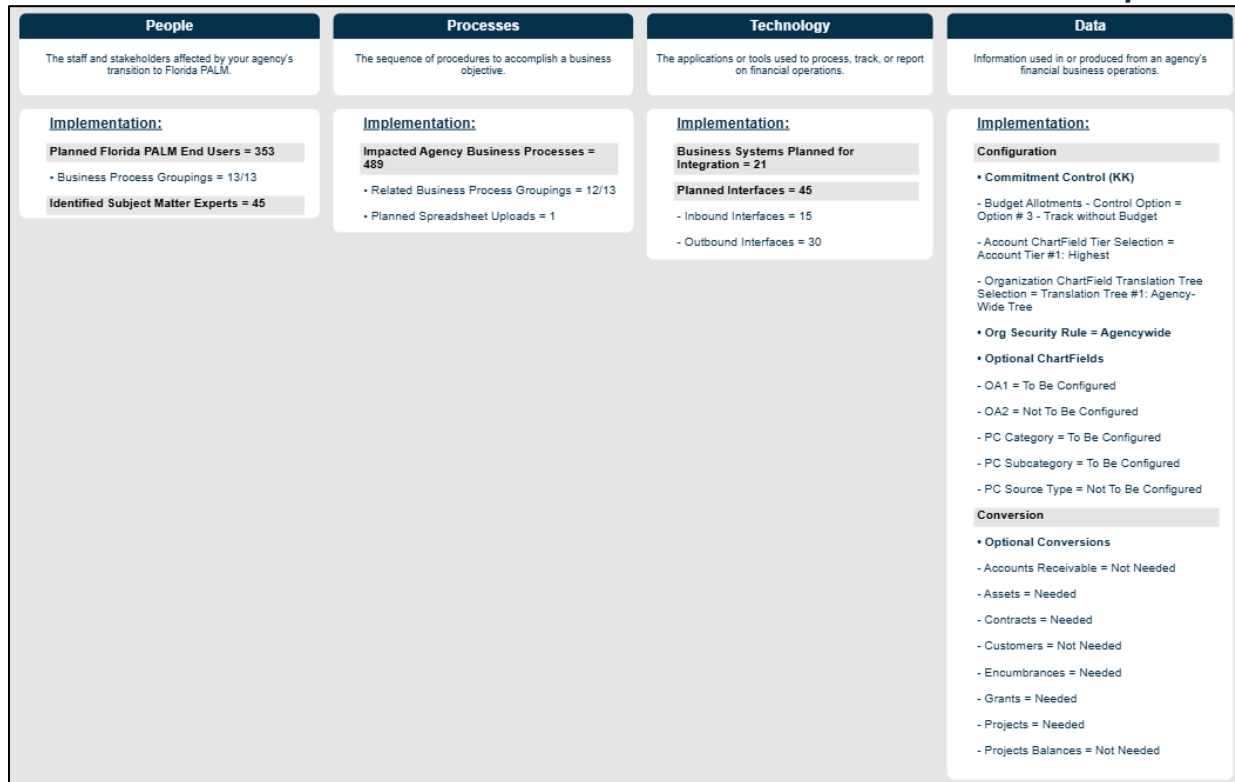 People
The staff and stakeholders affected by your agency's
transition to Florida PALM.
Implementation:
Planned Florida PALM End Users = 353
• Business Process Groupings = 13/13
Identified Subject Matter Experts = 45
Processes
The sequence of procedures to accomplish a business
objective.
Implementation:
Impacted Agency Business Processes =
489
• Related Business Process Groupings = 12/13
• Planned Spreadsheet Uploads = 1
Technology
The applications or tools used to process, track, or report
on financial operations.
Implementation:
Business Systems Planned for
Integration = 21
Planned Interfaces = 45
- Inbound Interfaces = 15
- Outbound Interfaces = 30
Data
Information used in or produced from an agency's
financial business operations.
Implementation:
Configuration
• Commitment Control (KK)
- Budget Allotments - Control Option =
Option # 3 - Track without Budget
- Account ChartField Tier Selection =
Account Tier #1: Highest
- Organization ChartField Translation Tree
Selection = Translation Tree #1: Agency-
Wide Tree
• Org Security Rule = Agencywide
• Optional ChartFields
- OA1 = To Be Configured
- OA2 = Not To Be Configured
- PC Category = To Be Configured
- PC Subcategory = To Be Configured
- PC Source Type = Not To Be Configured
Conversion
• Optional Conversions
- Accounts Receivable = Not Needed
- Assets = Needed
- Contracts = Needed
- Customers = Not Needed
- Encumbrances = Needed
- Grants = Needed
- Projects = Needed
- Projects Balances = Not Needed